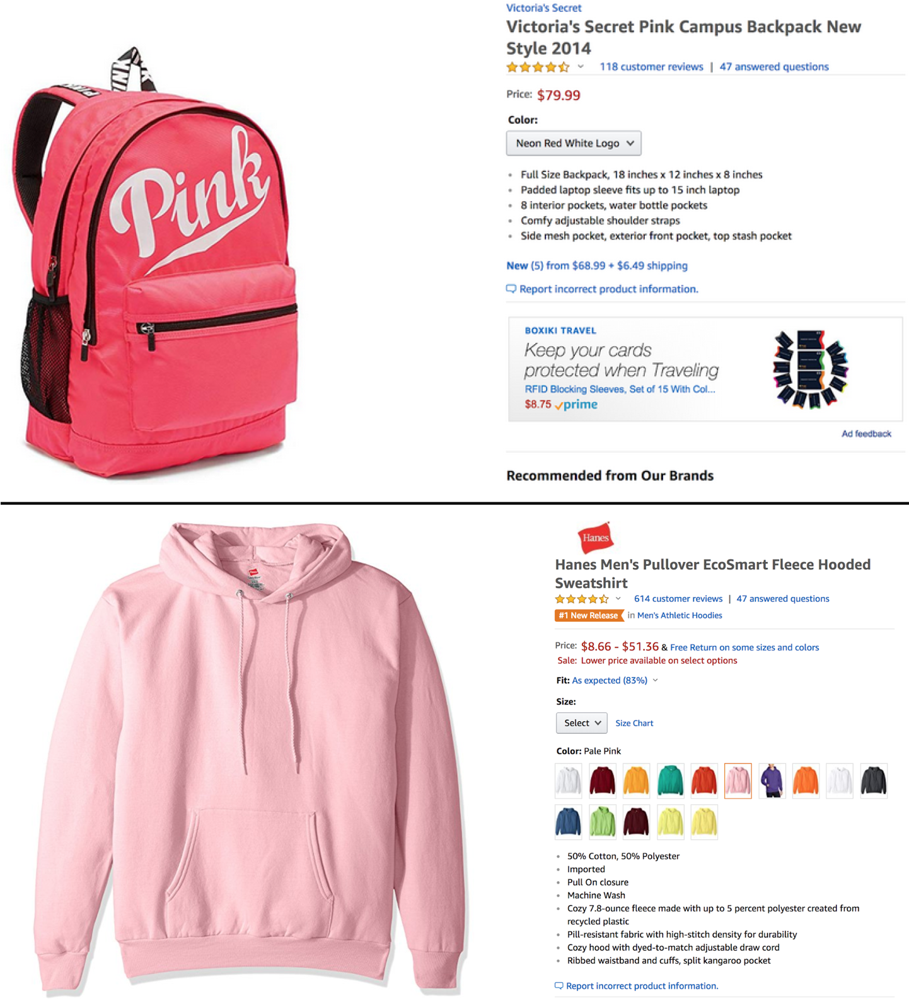 PINK
PINK
Pink
Victoria's Secret
Victoria's Secret Pink Campus Backpack New
Style 2014
118 customer reviews | 47 answered questions
Price: $79.99
Color:
Neon Red White Logo
Full Size Backpack, 18 inches x 12 inches x 8 inches
Padded laptop sleeve fits up to 15 inch laptop
8 interior pockets, water bottle pockets
Comfy adjustable shoulder straps
Side mesh pocket, exterior front pocket, top stash pocket
New (5) from $68.99 + $6.49 shipping
Report incorrect product information.
BOXIKI TRAVEL
Keep your cards
protected when Traveling
RFID Blocking Sleeves, Set of 15 With Col...
$8.75 prime
Ad feedback
Recommended from Our Brands
Hanes
Hanes
Hanes Men's Pullover EcoSmart Fleece Hooded
Sweatshirt
614 customer reviews | 47 answered questions
#1 New Release in Men's Athletic Hoodies
Price: $8.66 - $51.36 & Free Return on some sizes and colors
Sale: Lower price available on select options
Fit: As expected (83%)
Size:
Select Size Chart
Color: Pale Pink
50% Cotton, 50% Polyester
Imported
Pull On closure
Machine Wash
Cozy 7.8-ounce fleece made with up to 5 percent polyester created from
recycled plastic
Pill-resistant fabric with high-stitch density for durability
Cozy hood with dyed-to-match adjustable draw cord
Ribbed waistband and cuffs, split kangaroo pocket
Report incorrect product information.